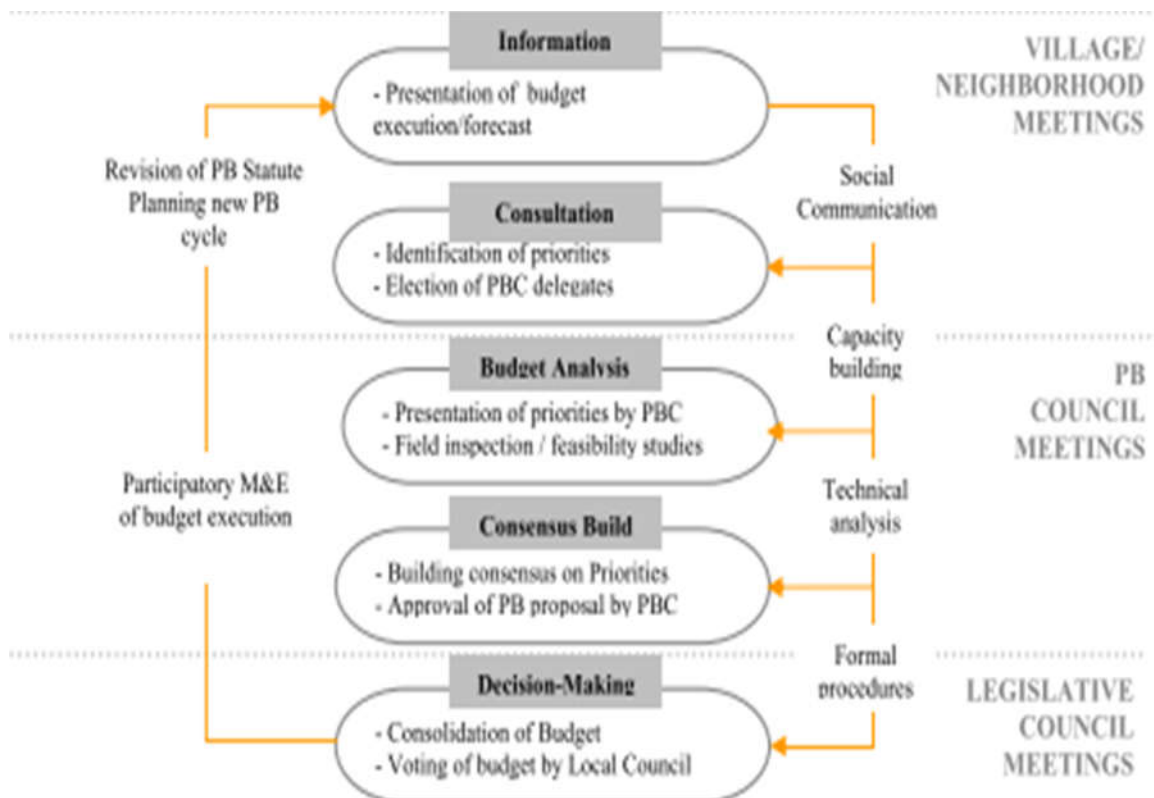 Information
- Presentation of budget
execution/forecast
VILLAGE/
NEIGHBORHOOD
MEETINGS
Revision of PB Statute
Planning new PB
cycle
Social
Communication
Consultation
- Identification of priorities
- Election of PBC delegates
Capacity
building
Budget Analysis
- Presentation of priorities by PBC
- Field inspection / feasibility studies
PB
COUNCIL
MEETINGS
Participatory M&E
of budget execution
Technical
analysis
Consensus Build
- Building consensus on Priorities
- Approval of PB proposal by PBC
Formal
procedures
Decision-Making
- Consolidation of Budget
- Voting of budget by Local Council
LEGISLATIVE
COUNCIL
MEETINGS